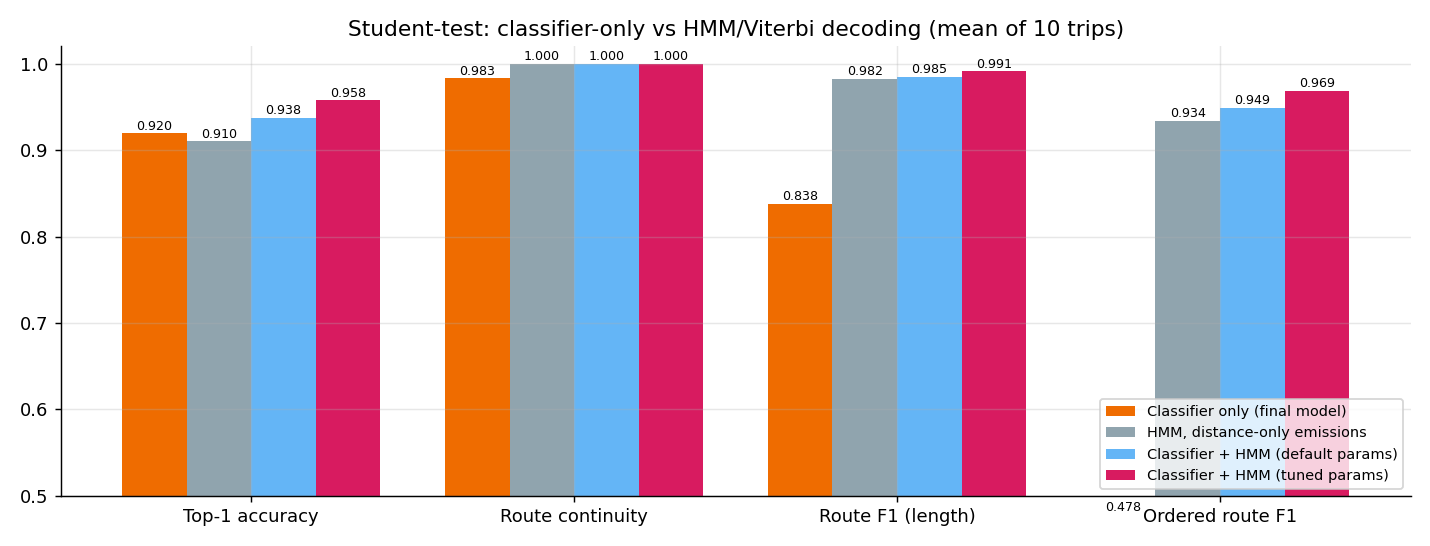 Student-test: classifier-only vs HMM/Viterbi decoding (mean of 10 trips)
1.0
0.9
0.8
0.7
0.6
0.5
0.920
0.910
0.938
0.958
0.983
1.000
1.000
1.000
0.838
0.982
0.985
0.991
0.478
0.934
0.949
0.969
Top-1 accuracy
Route continuity
Route F1 (length)
Ordered route F1
Classifier only (final model)
HMM, distance-only emissions
Classifier + HMM (default params)
Classifier + HMM (tuned params)